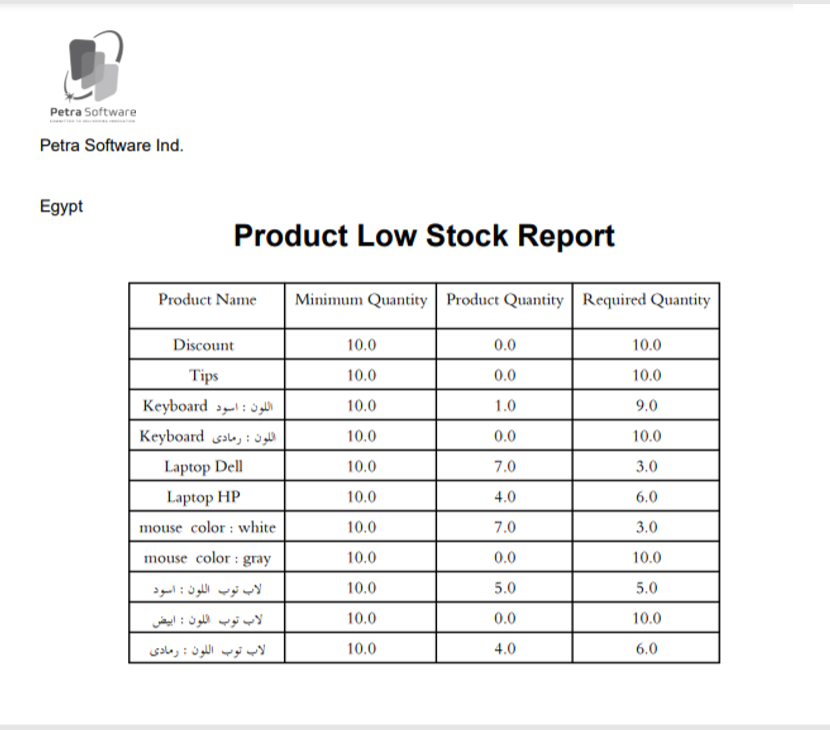 Petra Software
Petra Software Ind.
Egypt
Product Low Stock Report
Product Name Minimum Quantity Product Quantity Required Quantity
Discount 10.0 0.0 10.0
Tips 10.0 0.0 10.0
Keyboard اللون : اسود 10.0 1.0 9.0
Keyboard اللون : رمادى 10.0 0.0 10.0
Laptop Dell 10.0 7.0 3.0
Laptop HP 10.0 4.0 6.0
mouse color : white 10.0 7.0 3.0
mouse color : gray 10.0 0.0 10.0
لاب توب اللون : اسود 10.0 5.0 5.0
لاب توب اللون : ابيض 10.0 0.0 10.0
لاب توب اللون : رمادى 10.0 4.0 6.0